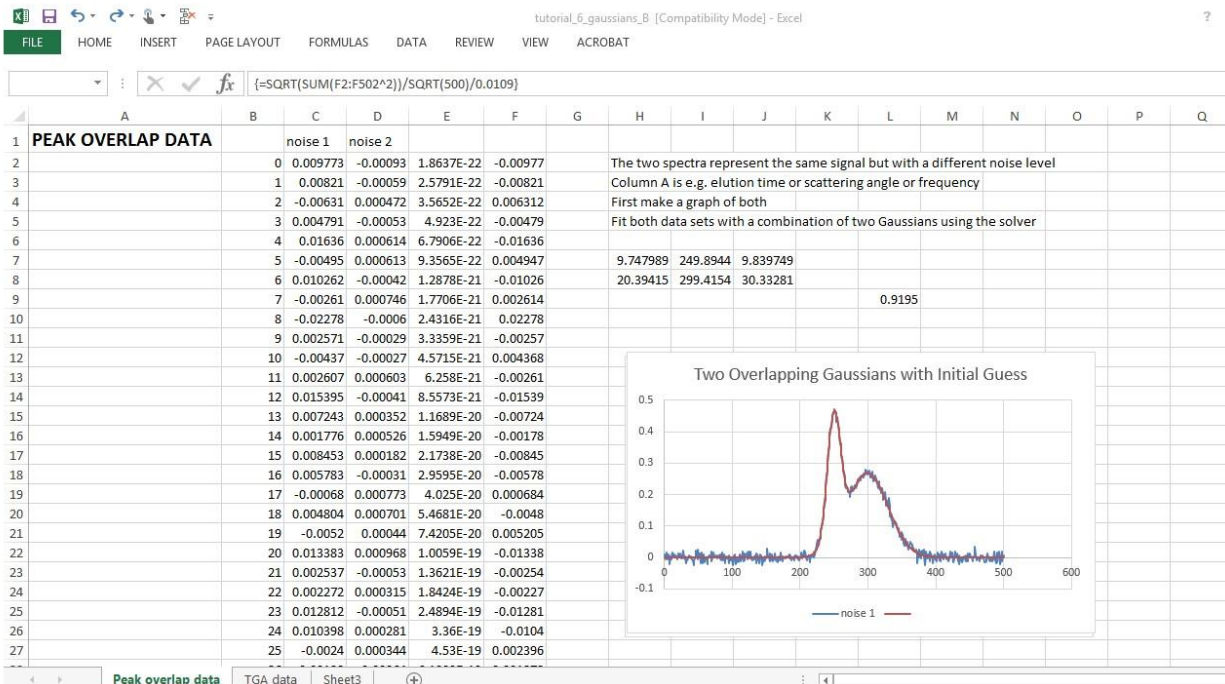 tutorial_6_gaussians_B [Compatibility Mode] - Excel ?
FILE HOME INSERT PAGE LAYOUT FORMULAS DATA REVIEW VIEW ACROBAT
fx {=SQRT(SUM(F2:F502^2))/SQRT(500)/0.0109}
A B C D E F G H I J K L M N O P Q
1 PEAK OVERLAP DATA noise 1 noise 2
2 0 0.009773 -0.00093 1.8637E-22 -0.00977 The two spectra represent the same signal but with a different noise level
3 1 0.00821 -0.00059 2.5791E-22 -0.00821 Column A is e.g. elution time or scattering angle or frequency
4 2 -0.00631 0.000472 3.5652E-22 0.006312 First make a graph of both
5 3 0.004791 -0.00053 4.923E-22 -0.00479 Fit both data sets with a combination of two Gaussians using the solver
6 4 0.01636 0.000614 6.7906E-22 -0.01636
7 5 -0.00495 0.000613 9.3565E-22 0.004947 9.747989 249.8944 9.839749
8 6 0.010262 -0.00042 1.2878E-21 -0.01026 20.39415 299.4154 30.33281
9 7 -0.00261 0.000746 1.7706E-21 0.002614 0.9195
10 8 -0.02278 -0.0006 2.4316E-21 0.02278
11 9 0.002571 -0.00029 3.3359E-21 -0.00257
12 10 -0.00437 -0.00027 4.5715E-21 0.004368
13 11 0.002607 0.000603 6.258E-21 -0.00261
14 12 0.015395 -0.00041 8.5573E-21 -0.01539
15 13 0.007243 0.000352 1.1689E-20 -0.00724
16 14 0.001776 0.000526 1.5949E-20 -0.00178
17 15 0.008453 0.000182 2.1738E-20 -0.00845
18 16 0.005783 -0.00031 2.9595E-20 -0.00578
19 17 -0.00068 0.000773 4.025E-20 0.000684
20 18 0.004804 0.000701 5.4681E-20 -0.0048
21 19 -0.0052 0.00044 7.4205E-20 0.005205
22 20 0.013383 0.000968 1.0059E-19 -0.01338
23 21 0.002537 -0.00053 1.3621E-19 -0.00254
24 22 0.002272 0.000315 1.8424E-19 -0.00227
25 23 0.012812 -0.00051 2.4894E-19 -0.01281
26 24 0.010398 0.000281 3.36E-19 -0.0104
27 25 -0.0024 0.000344 4.53E-19 0.002396
Two Overlapping Gaussians with Initial Guess
0.5
0.4
0.3
0.2
0.1
0
-0.1
0 100 200 300 400 500 600
noise 1
Peak overlap data TGA data Sheet3